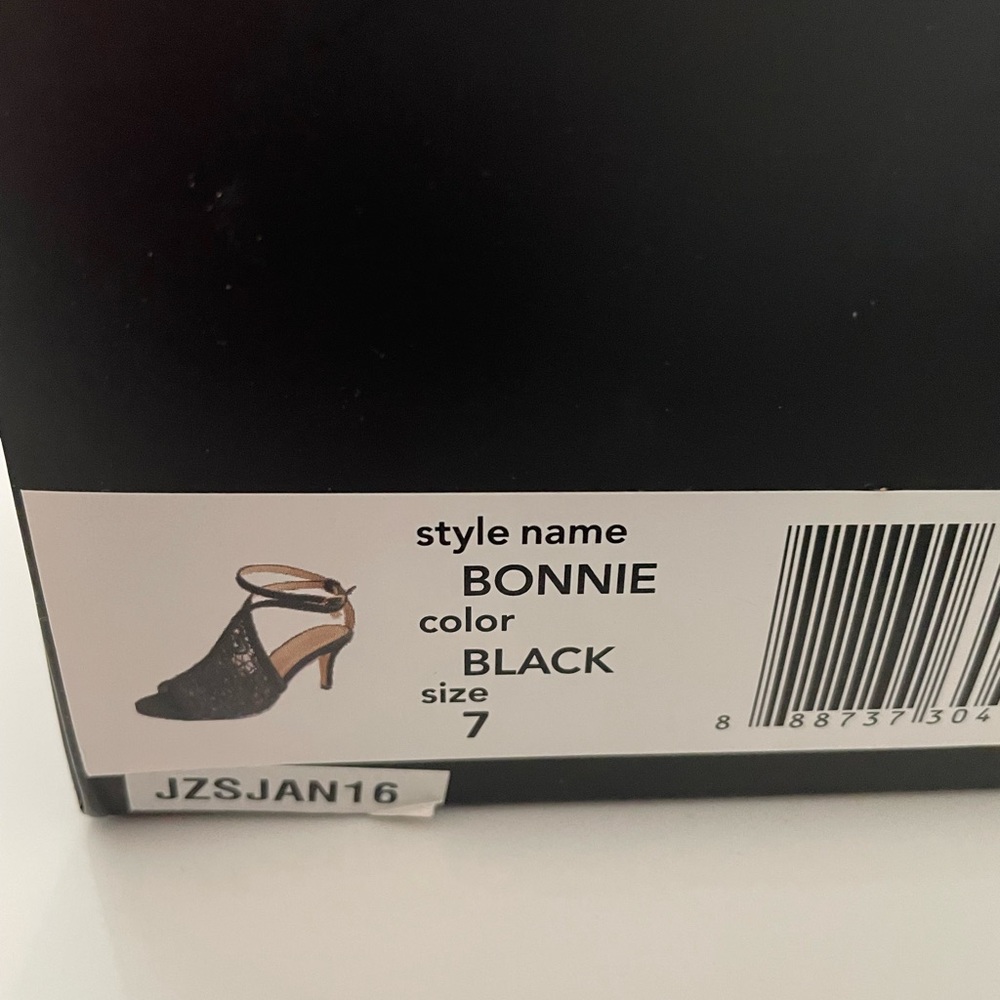 style name
BONNIE
color
BLACK
size
7
8 88737 304
JZSJAN16